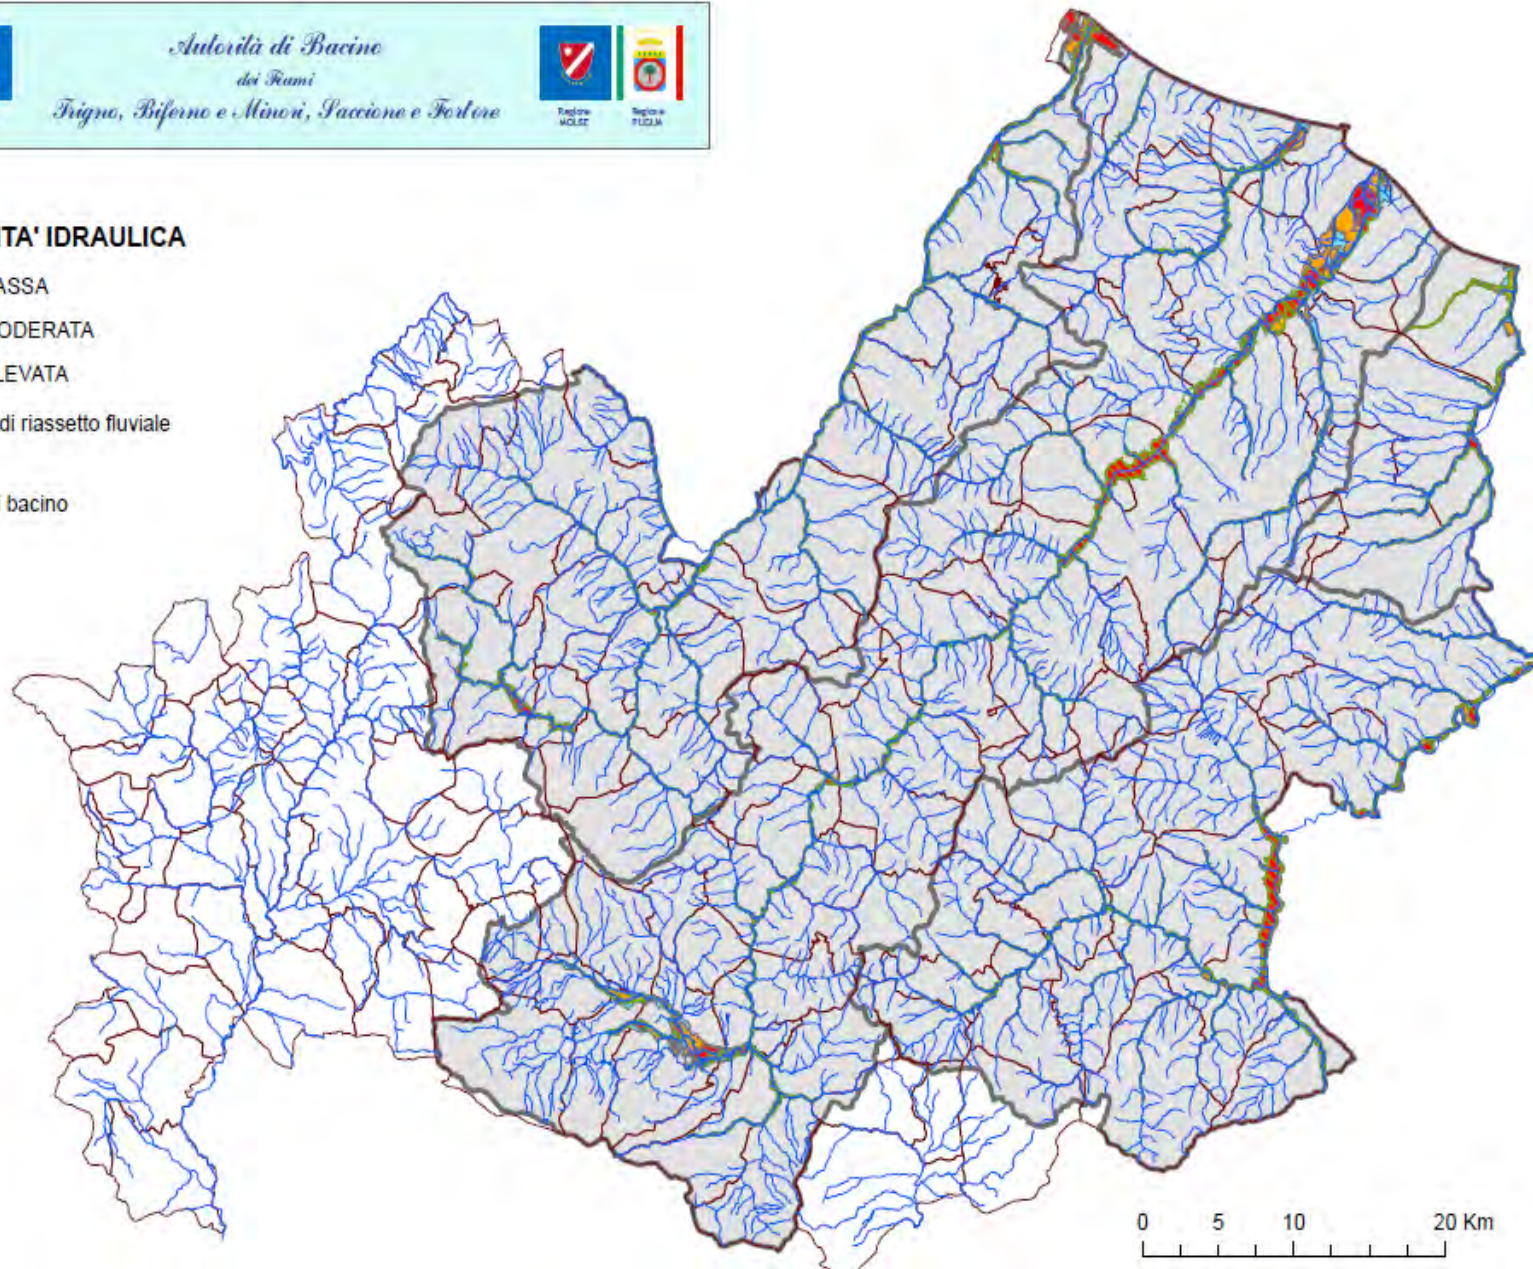 Autorità di Bacino
dei Fiumi
Trigno, Biferno e Minori, Saccione e Fortore
Regione Regione
MOLISE PUGLIA
TA' IDRAULICA
ASSA
ODERATA
LEVATA
di riassetto fluviale
i bacino
0 5 10 20 Km